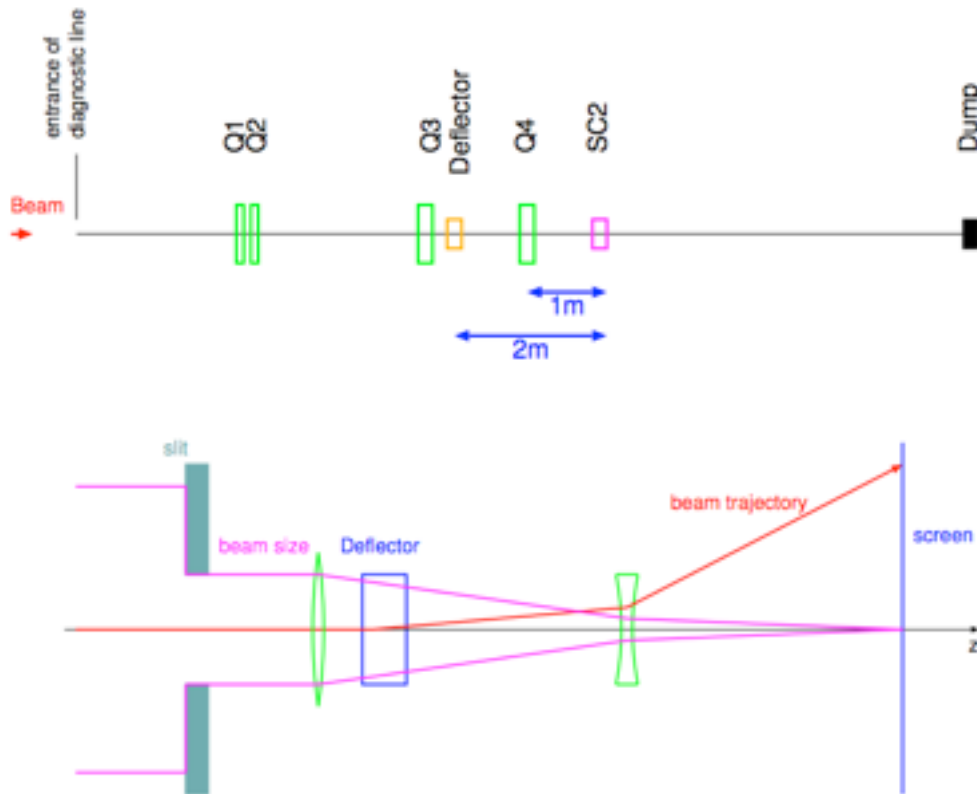 entrance of
diagnostic line
Q1
Q2
Q3
Deflector
Q4
SC2
Dump
Beam
1m
2m
slit
beam size
Deflector
beam trajectory
screen
z